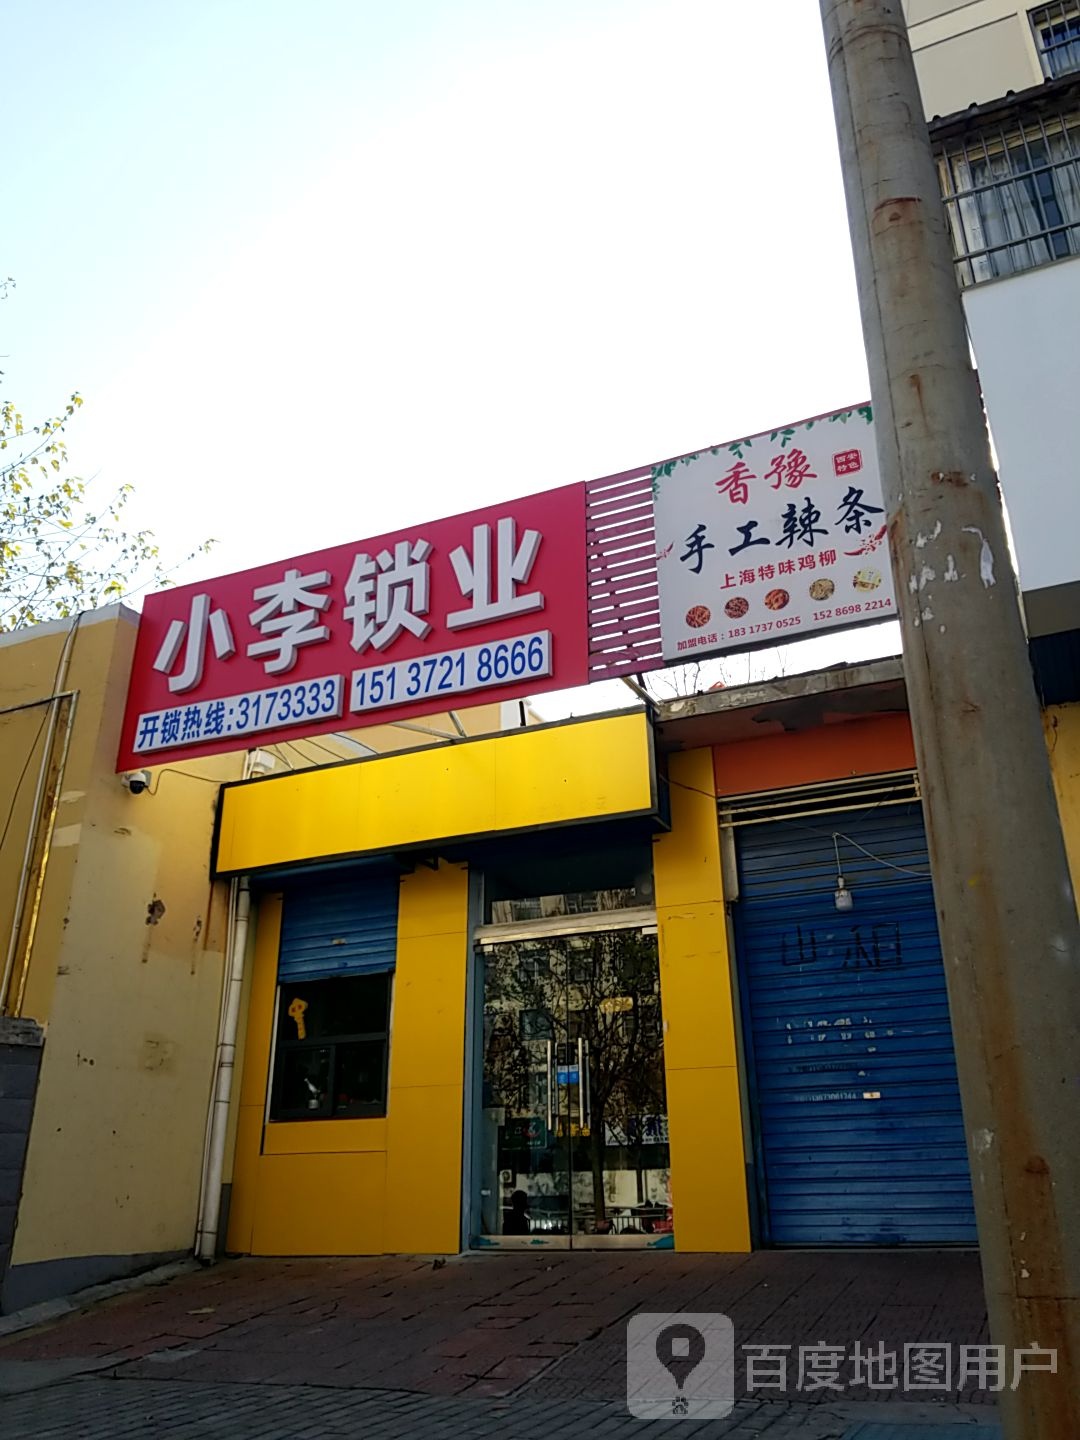 小李锁业
开锁热线:3173333
151 3721 8666
香豫
西安
特色
手工辣条
上海特味鸡柳
加盟电话：183 1737 0525 152 8698 2214
出租
百度地图用户